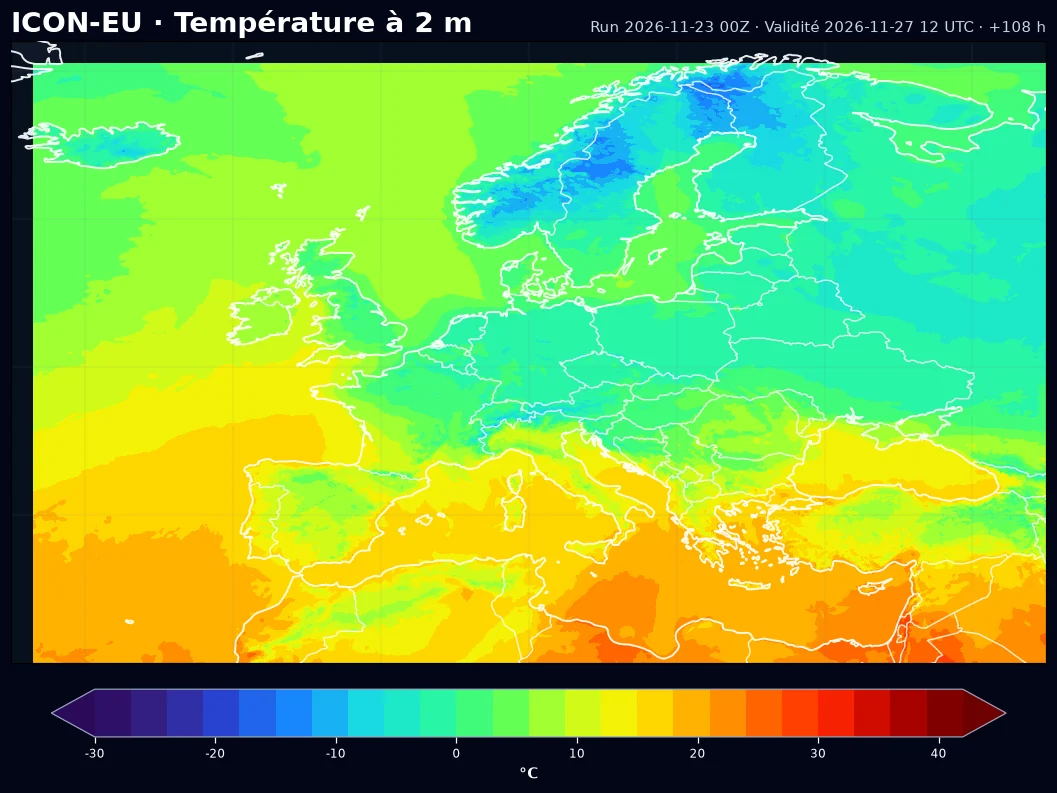 ICON-EU · Température à 2 m
Run 2026-11-23 00Z · Validité 2026-11-27 12 UTC · +108 h
-30 -20 -10 0 10 20 30 40
°C